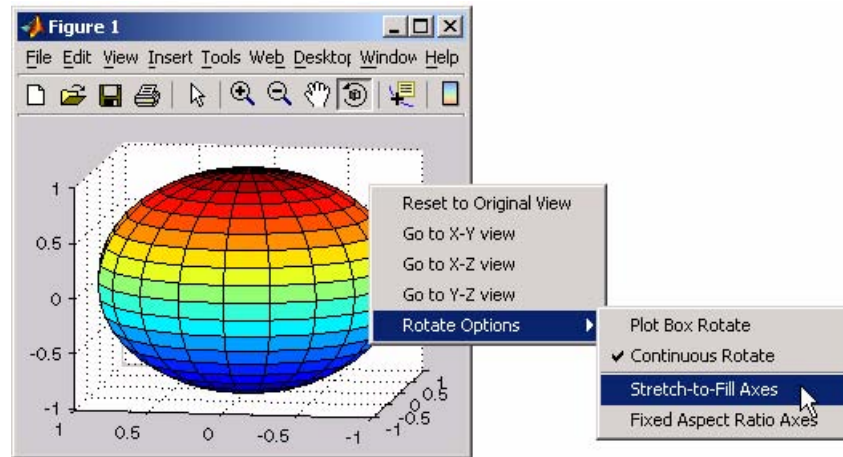 Figure 1
File Edit View Insert Tools Web Desktop Window Help
1
0.5
0
-0.5
-1
1 0.5 0 -0.5 -1
-1 -0.5 0 0.5 1
Reset to Original View
Go to X-Y view
Go to X-Z view
Go to Y-Z view
Rotate Options
Plot Box Rotate
Continuous Rotate
Stretch-to-Fill Axes
Fixed Aspect Ratio Axes